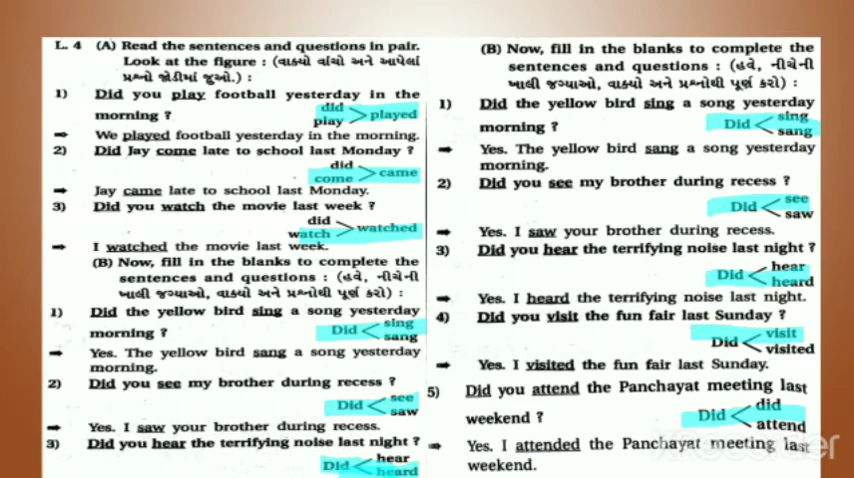 L. 4 (A) Read the sentences and questions in pair.
Look at the figure : (વાક્યો વાંચો અને આપેલાં
પ્રશ્નો જોડીમાં જુઓ.) :
1) Did you play football yesterday in the
morning ?
did
play > played
➡ We played football yesterday in the morning.
2) Did Jay come late to school last Monday ?
did
come > came
➡ Jay came late to school last Monday.
3) Did you watch the movie last week ?
did
watch > watched
➡ I watched the movie last week.
(B) Now, fill in the blanks to complete the
sentences and questions : (હવે, નીચેની
ખાલી જગ્યાઓ, વાક્યો અને પ્રશ્નોથી પૂર્ણ કરો) :
1) Did the yellow bird sing a song yesterday
morning ?
Did < sing
sang
➡ Yes. The yellow bird sang a song yesterday
morning.
2) Did you see my brother during recess ?
Did < see
saw
➡ Yes. I saw your brother during recess.
3) Did you hear the terrifying noise last night ?
Did < hear
heard
(B) Now, fill in the blanks to complete the
sentences and questions : (હવે, નીચેની
ખાલી જગ્યાઓ, વાક્યો અને પ્રશ્નોથી પૂર્ણ કરો) :
1) Did the yellow bird sing a song yesterday
morning ?
Did < sing
sang
➡ Yes. The yellow bird sang a song yesterday
morning.
2) Did you see my brother during recess ?
Did < see
saw
➡ Yes. I saw your brother during recess.
3) Did you hear the terrifying noise last night ?
Did < hear
heard
➡ Yes. I heard the terrifying noise last night.
4) Did you visit the fun fair last Sunday ?
Did < visit
visited
➡ Yes. I visited the fun fair last Sunday.
5) Did you attend the Panchayat meeting last
weekend ?
Did < did
attend
➡ Yes. I attended the Panchayat meeting last
weekend.
XRecorder